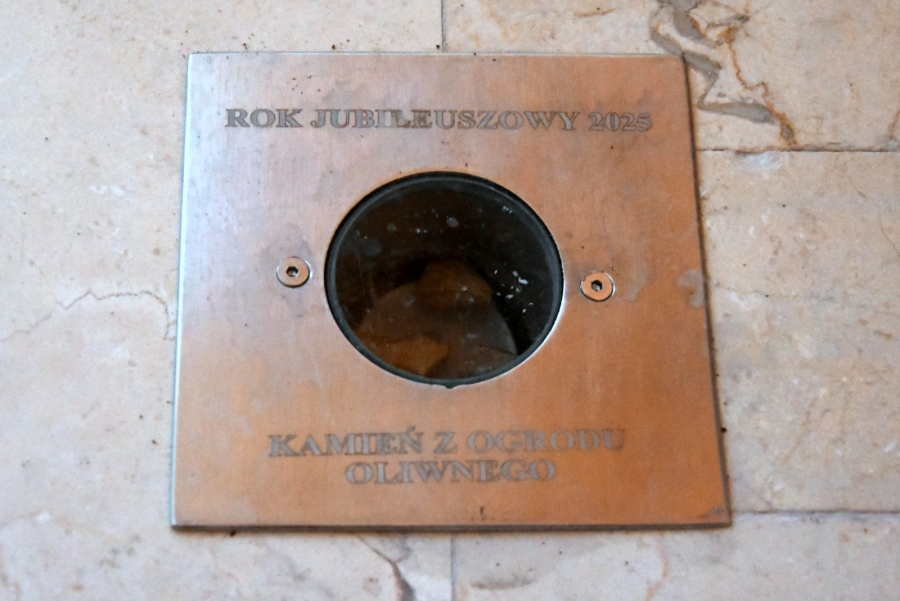 ROK JUBILEUSZOWY 2025
KAMIEŃ Z OGRODU
OLIWNEGO